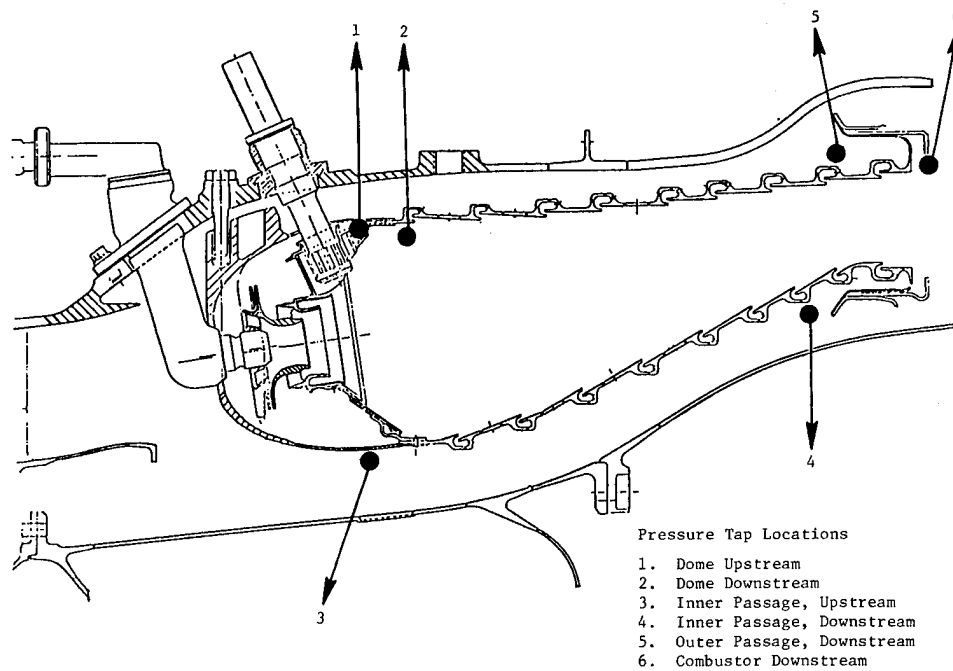 1
2
5
3
4
Pressure Tap Locations
1. Dome Upstream
2. Dome Downstream
3. Inner Passage, Upstream
4. Inner Passage, Downstream
5. Outer Passage, Downstream
6. Combustor Downstream